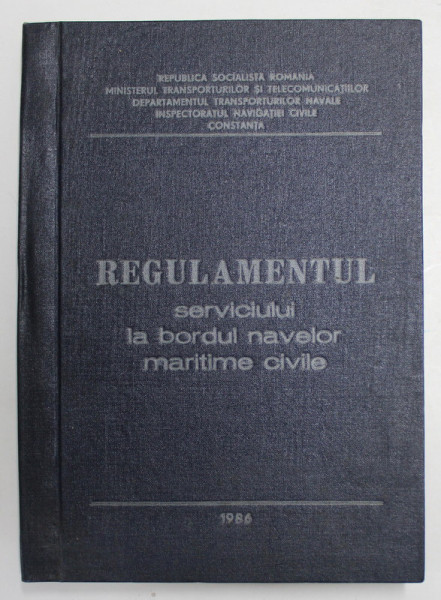 REPUBLICA SOCIALISTA ROMANIA
MINISTERUL TRANSPORTURILOR ȘI TELECOMUNICAȚIILOR
DEPARTAMENTUL TRANSPORTURILOR NAVALE
INSPECTORATUL NAVIGAȚIEI CIVILE
CONSTANȚA
REGULAMENTUL
serviciului
la bordul navelor
maritime civile
1986